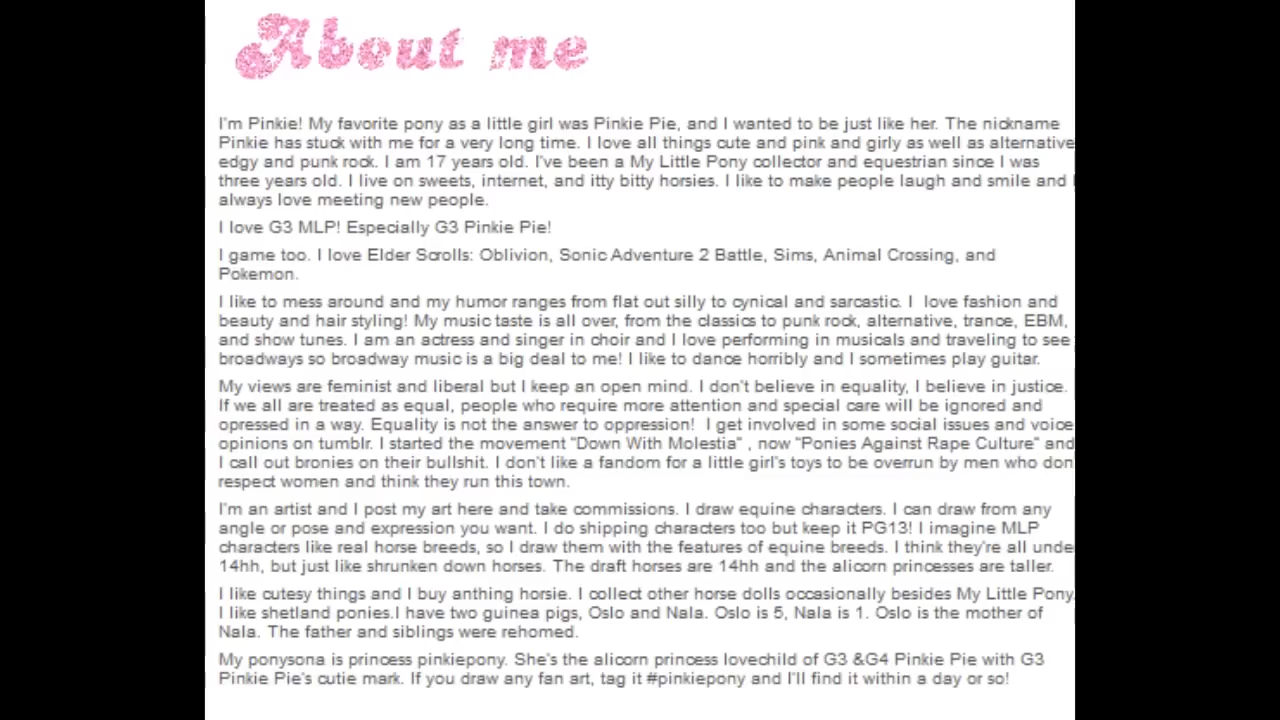 About me
I'm Pinkie! My favorite pony as a little girl was Pinkie Pie, and I wanted to be just like her. The nickname
Pinkie has stuck with me for a very long time. I love all things cute and pink and girly as well as alternative
edgy and punk rock. I am 17 years old. I've been a My Little Pony collector and equestrian since I was
three years old. I live on sweets, internet, and itty bitty horsies. I like to make people laugh and smile and I
always love meeting new people.
I love G3 MLP! Especially G3 Pinkie Pie!
I game too. I love Elder Scrolls: Oblivion, Sonic Adventure 2 Battle, Sims, Animal Crossing, and
Pokemon.
I like to mess around and my humor ranges from flat out silly to cynical and sarcastic. I  love fashion and
beauty and hair styling! My music taste is all over, from the classics to punk rock, alternative, trance, EBM,
and show tunes. I am an actress and singer in choir and I love performing in musicals and traveling to see
broadways so broadway music is a big deal to me! I like to dance horribly and I sometimes play guitar.
My views are feminist and liberal but I keep an open mind. I don't believe in equality, I believe in justice.
If we all are treated as equal, people who require more attention and special care will be ignored and
opressed in a way. Equality is not the answer to oppression!  I get involved in some social issues and voice
opinions on tumblr. I started the movement "Down With Molestia" , now "Ponies Against Rape Culture" and
I call out bronies on their bullshit. I don't like a fandom for a little girl's toys to be overrun by men who don
respect women and think they run this town.
I'm an artist and I post my art here and take commissions. I draw equine characters. I can draw from any
angle or pose and expression you want. I do shipping characters too but keep it PG13! I imagine MLP
characters like real horse breeds, so I draw them with the features of equine breeds. I think they're all unde
14hh, but just like shrunken down horses. The draft horses are 14hh and the alicorn princesses are taller.
I like cutesy things and I buy anthing horsie. I collect other horse dolls occasionally besides My Little Pony.
I like shetland ponies.I have two guinea pigs, Oslo and Nala. Oslo is 5, Nala is 1. Oslo is the mother of
Nala. The father and siblings were rehomed.
My ponysona is princess pinkiepony. She's the alicorn princess lovechild of G3 &G4 Pinkie Pie with G3
Pinkie Pie's cutie mark. If you draw any fan art, tag it #pinkiepony and I'll find it within a day or so!